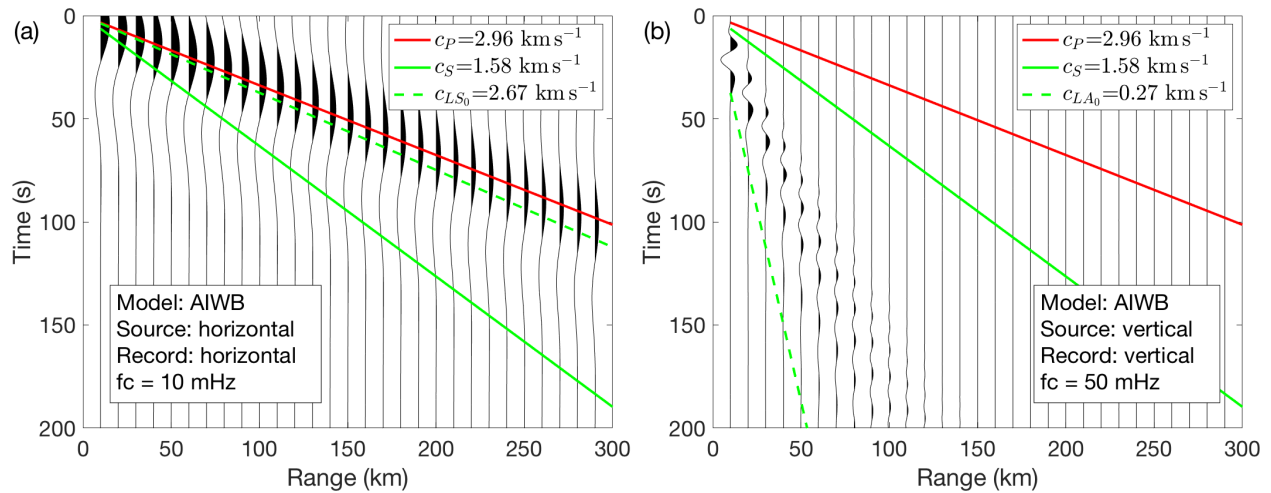 (a)
c_P=2.96 km s⁻¹
c_S=1.58 km s⁻¹
c_{LS_0}=2.67 km s⁻¹
Model: AIWB
Source: horizontal
Record: horizontal
fc = 10 mHz
0
50
100
150
200
Time (s)
0 50 100 150 200 250 300
Range (km)
(b)
c_P=2.96 km s⁻¹
c_S=1.58 km s⁻¹
c_{LA_0}=0.27 km s⁻¹
Model: AIWB
Source: vertical
Record: vertical
fc = 50 mHz
0
50
100
150
200
Time (s)
0 50 100 150 200 250 300
Range (km)